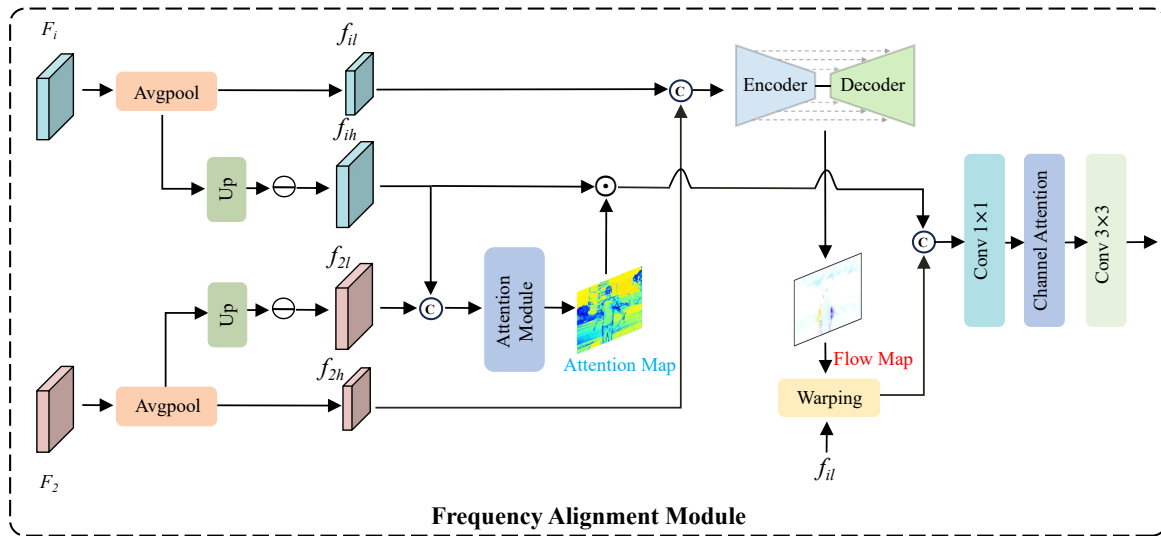 F_i
f_il
Avgpool
C
Encoder
Decoder
f_ih
Up
Conv 1×1
Channel Attention
Conv 3×3
C
f_2l
Up
C
Attention
Module
Attention Map
Flow Map
f_2h
Avgpool
Warping
F_2
f_il
Frequency Alignment Module